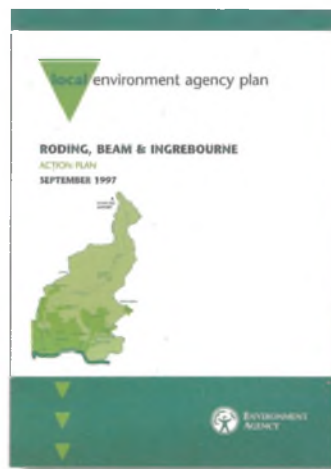 local environment agency plan
RODING, BEAM & INGREBOURNE
ACTION PLAN
SEPTEMBER 1997
ENVIRONMENT
AGENCY